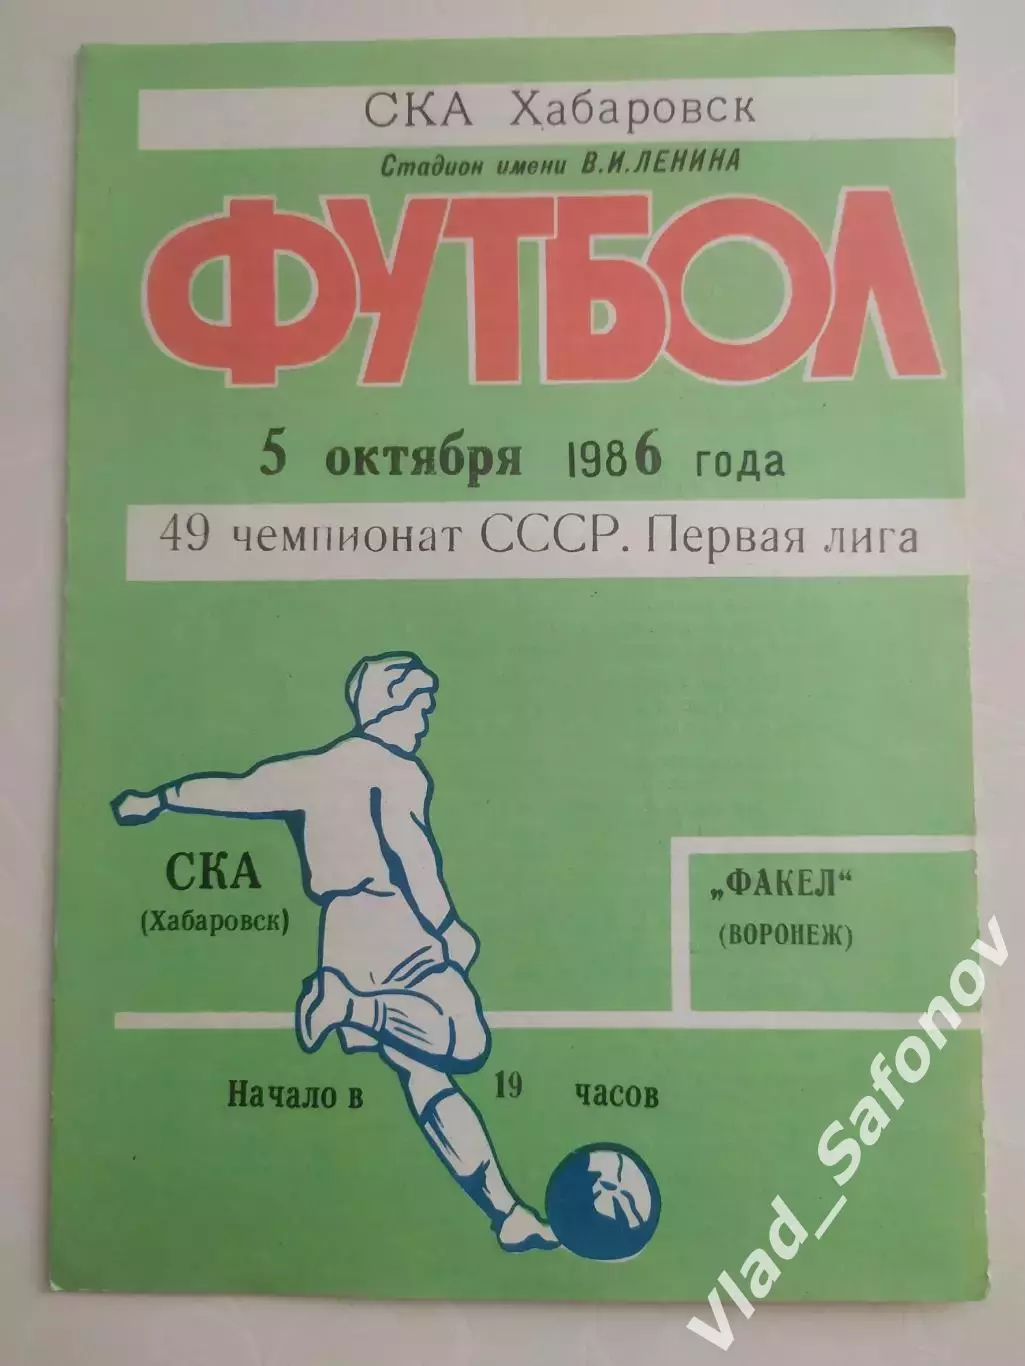 СКА Хабаровск
Стадион имени В.И.ЛЕНИНА
ФУТБОЛ
5 октября 1986 года
49 чемпионат СССР. Первая лига
СКА
(Хабаровск)
„ФАКЕЛ“
(ВОРОНЕЖ)
Начало в 19 часов
Vlad_Safonov